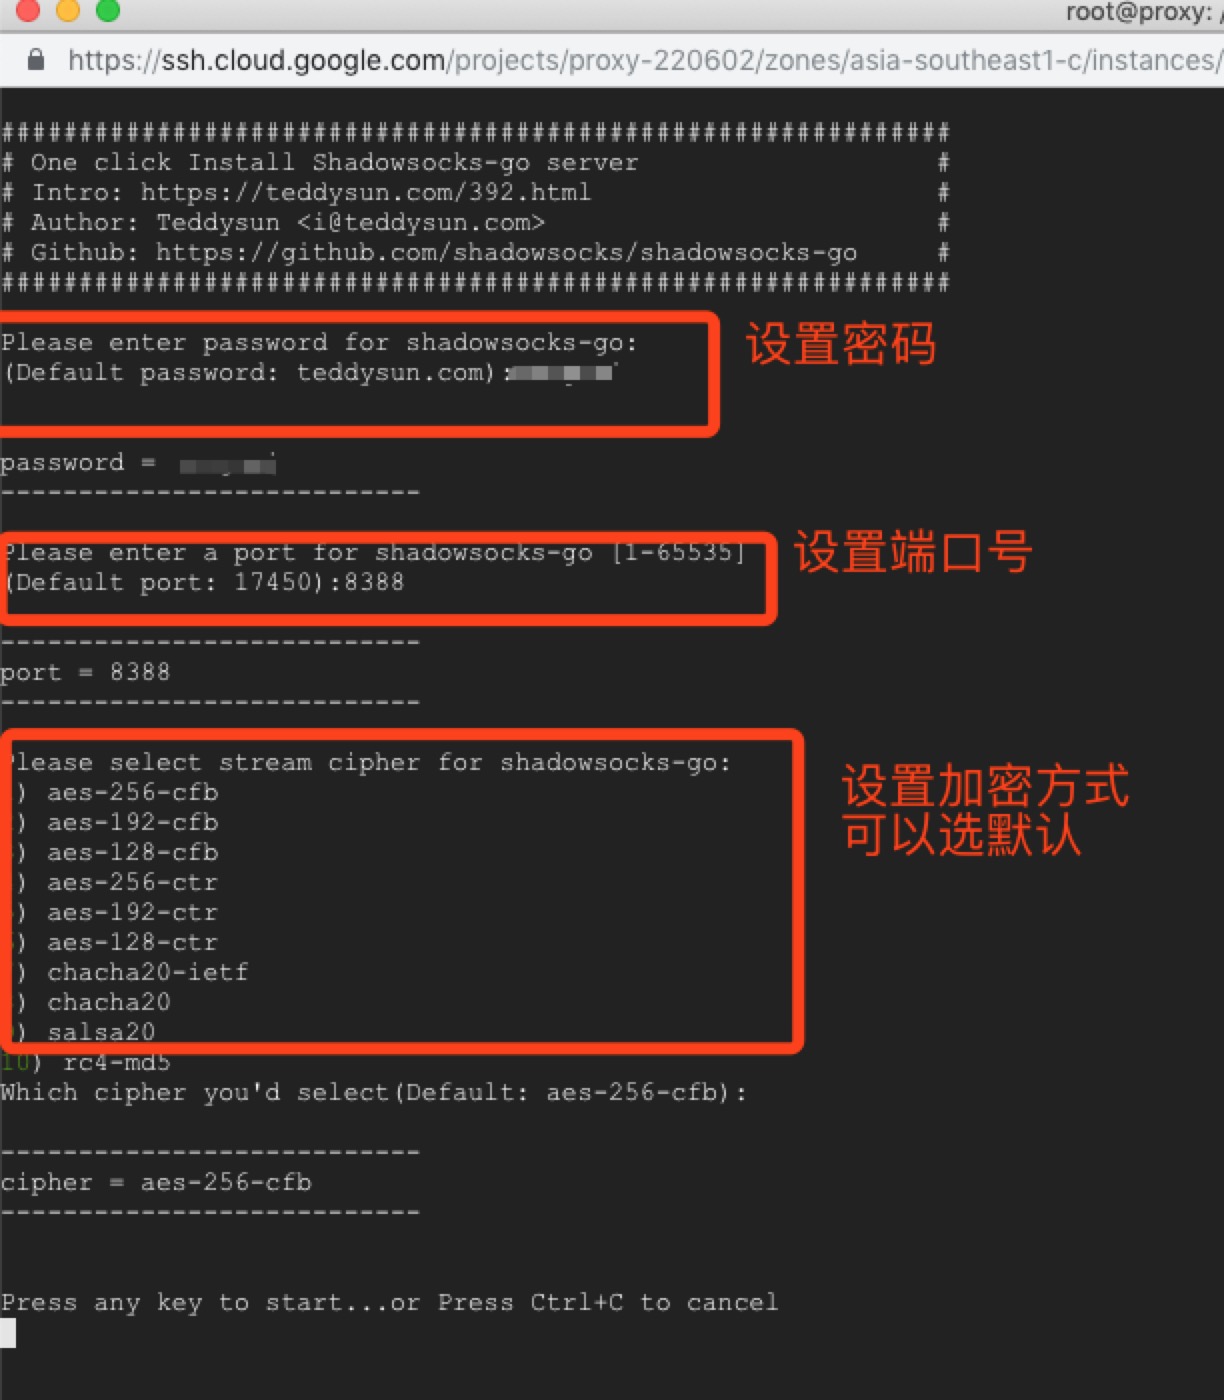 root@proxy: /
https://ssh.cloud.google.com/projects/proxy-220602/zones/asia-southeast1-c/instances/
#############################################################
# One click Install Shadowsocks-go server #
# Intro: https://teddysun.com/392.html #
# Author: Teddysun <i@teddysun.com> #
# Github: https://github.com/shadowsocks/shadowsocks-go #
#############################################################
Please enter password for shadowsocks-go:
设置密码
(Default password: teddysun.com):
password =
---------------------------
Please enter a port for shadowsocks-go [1-65535]
设置端口号
(Default port: 17450):8388
---------------------------
port = 8388
---------------------------
Please select stream cipher for shadowsocks-go:
) aes-256-cfb
设置加密方式
) aes-192-cfb
可以选默认
) aes-128-cfb
) aes-256-ctr
) aes-192-ctr
) aes-128-ctr
) chacha20-ietf
) chacha20
) salsa20
10) rc4-md5
Which cipher you'd select(Default: aes-256-cfb):
---------------------------
cipher = aes-256-cfb
---------------------------
Press any key to start...or Press Ctrl+C to cancel